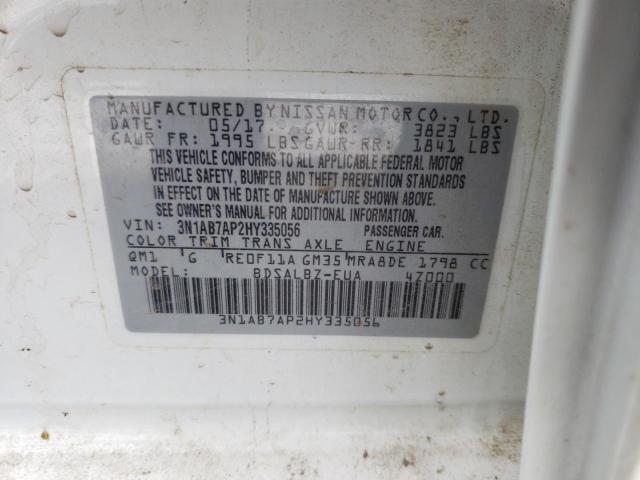 MANUFACTURED BY NISSAN MOTOR CO., LTD.
DATE: 05/17 GVWR: 3823 LBS
GAWR FR: 1995 LBS GAWR-RR: 1841 LBS
THIS VEHICLE CONFORMS TO ALL APPLICABLE FEDERAL MOTOR
VEHICLE SAFETY, BUMPER AND THEFT PREVENTION STANDARDS
IN EFFECT ON THE DATE OF MANUFACTURE SHOWN ABOVE.
SEE OWNER'S MANUAL FOR ADDITIONAL INFORMATION.
VIN: 3N1AB7AP2HY335056 PASSENGER CAR.
COLOR TRIM TRANS AXLE ENGINE
QM1 G RE0F11A GM35 MRA8DE 1798 CC
MODEL: BDSALBZ-EUA 4Z000
3N1AB7AP2HY335056